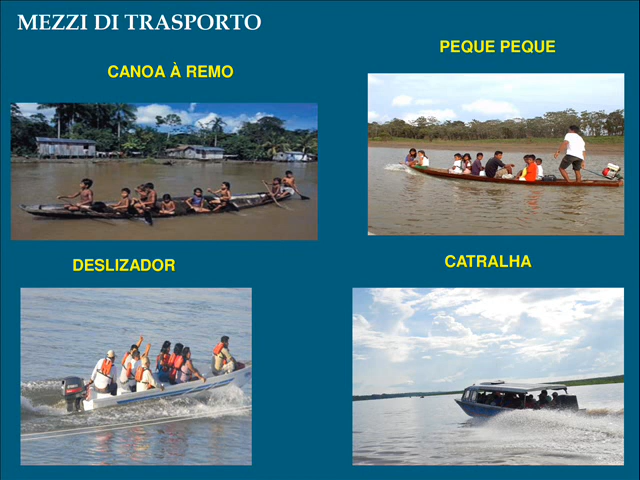 MEZZI DI TRASPORTO
PEQUE PEQUE
CANOA À REMO
DESLIZADOR
CATRALHA